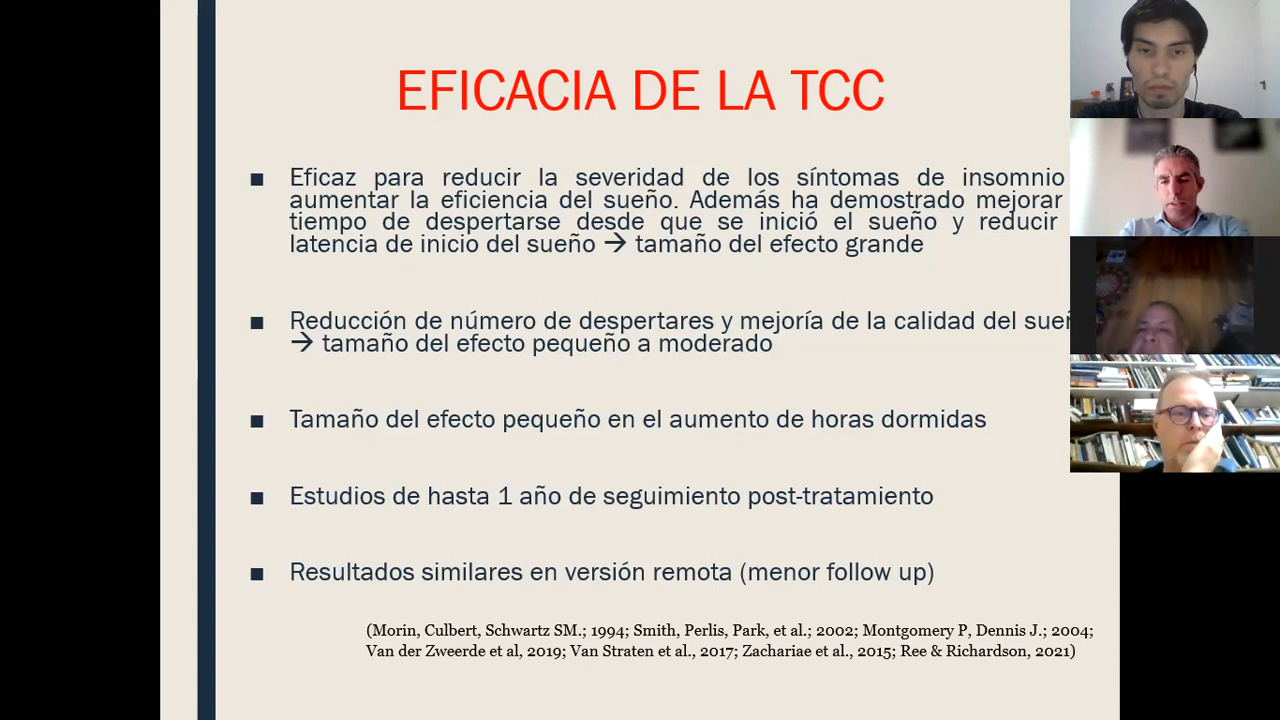 EFICACIA DE LA TCC
■ Eficaz para reducir la severidad de los síntomas de insomnio
aumentar la eficiencia del sueño. Además ha demostrado mejorar
tiempo de despertarse desde que se inició el sueño y reducir
latencia de inicio del sueño → tamaño del efecto grande
■ Reducción de número de despertares y mejoría de la calidad del
→ tamaño del efecto pequeño a moderado
■ Tamaño del efecto pequeño en el aumento de horas dormidas
■ Estudios de hasta 1 año de seguimiento post-tratamiento
■ Resultados similares en versión remota (menor follow up)
(Morin, Culbert, Schwartz SM.; 1994; Smith, Perlis, Park, et al.; 2002; Montgomery P, Dennis J.; 2004;
Van der Zweerde et al, 2019; Van Straten et al., 2017; Zachariae et al., 2015; Ree & Richardson, 2021)